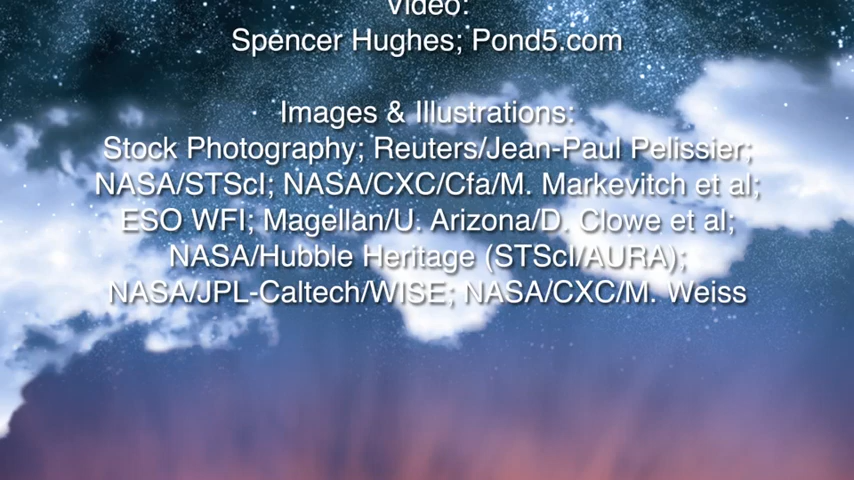 Video:
Spencer Hughes; Pond5.com
Images & Illustrations:
Stock Photography; Reuters/Jean-Paul Pelissier;
NASA/STScI; NASA/CXC/Cfa/M. Markevitch et al;
ESO WFI; Magellan/U. Arizona/D. Clowe et al;
NASA/Hubble Heritage (STScI/AURA);
NASA/JPL-Caltech/WISE; NASA/CXC/M. Weiss